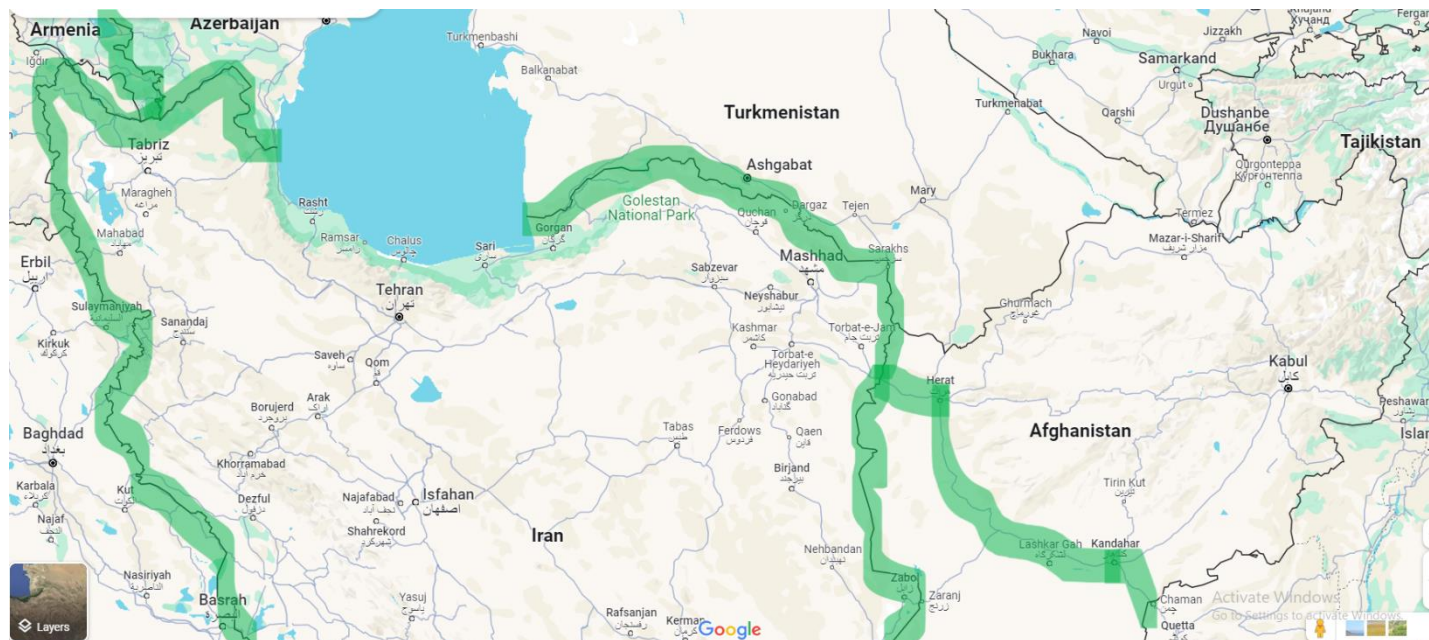 Armenia
Azerbaijan
Iğdır
Turkmenbashi
Balkanabat
Navoi
Jizzakh
Хуҷанд
Bukhara
Samarkand
Urgut
Turkmenabat
Qarshi
Dushanbe
Душанбе
Tajikistan
Turkmenistan
Tabriz
تبریز
Maragheh
مراغه
Ashgabat
Qurgonteppa
Қурғонтеппа
Mary
Golestan
National Park
Dargaz
Tejen
Quchan
قوچان
Termez
Rasht
رشت
Gorgan
گرگان
Mahabad
مهاباد
Ramsar
رامسر
Chalus
چالوس
Sari
ساری
Sarakhs
سرخس
Mazar-i-Sharif
مزار شریف
Mashhad
مشهد
Erbil
أربيل
Sabzevar
سبزوار
Tehran
تهران
Neyshabur
نیشابور
Ghurmach
غورماچ
Sulaymaniyah
السليمانية
Sanandaj
سنندج
Kashmar
کاشمر
Torbat-e-Jam
تربت جام
Kirkuk
كركوك
Saveh
ساوه
Qom
قم
Torbat-e
Heydariyeh
تربت حیدریه
Kabul
کابل
Herat
Arak
اراک
Gonabad
گناباد
Borujerd
بروجرد
Peshawar
Tabas
طبس
Ferdows
فردوس
Qaen
قاین
Afghanistan
Baghdad
بغداد
Khorramabad
خرم آباد
Birjand
بیرجند
Karbala
كربلاء
Kut
الكوت
Dezful
دزفول
Najafabad
نجف آباد
Isfahan
اصفهان
Tirin Kut
Najaf
النجف
Shahrekord
شهرکرد
Iran
Nehbandan
نهبندان
Lashkar Gah
لشکرگاه
Kandahar
Nasiriyah
الناصرية
Zabol
زابل
Zaranj
زرنج
Chaman
چمن
Basrah
البصرة
Yasuj
یاسوج
Rafsanjan
رفسنجان
Kerman
کرمان
Quetta
Layers
Google
Activate Windows
Go to Settings to activate Windows.